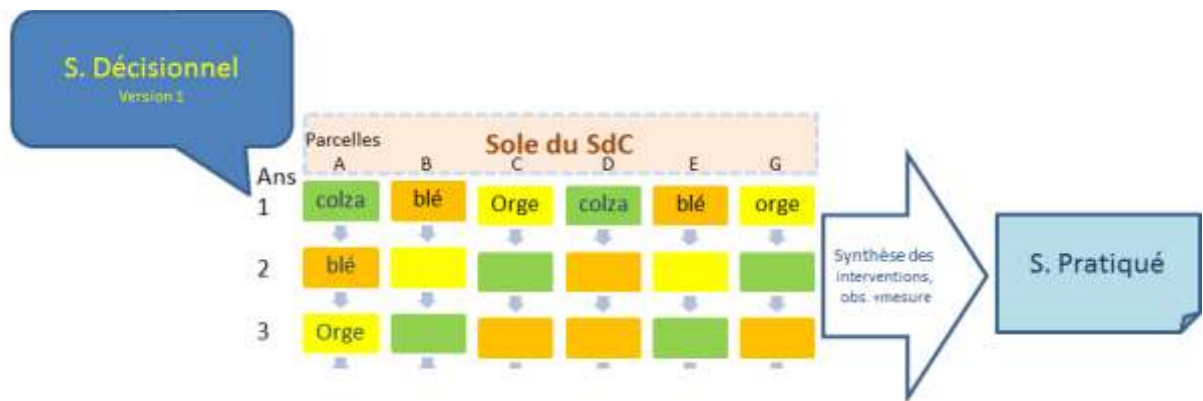 S. Décisionnel
Version 1
Parcelles
Sole du SdC
A B C D E G
Ans
1 colza blé Orge colza blé orge
2 blé
3 Orge
Synthèse des
interventions,
obs. +mesure
S. Pratiqué